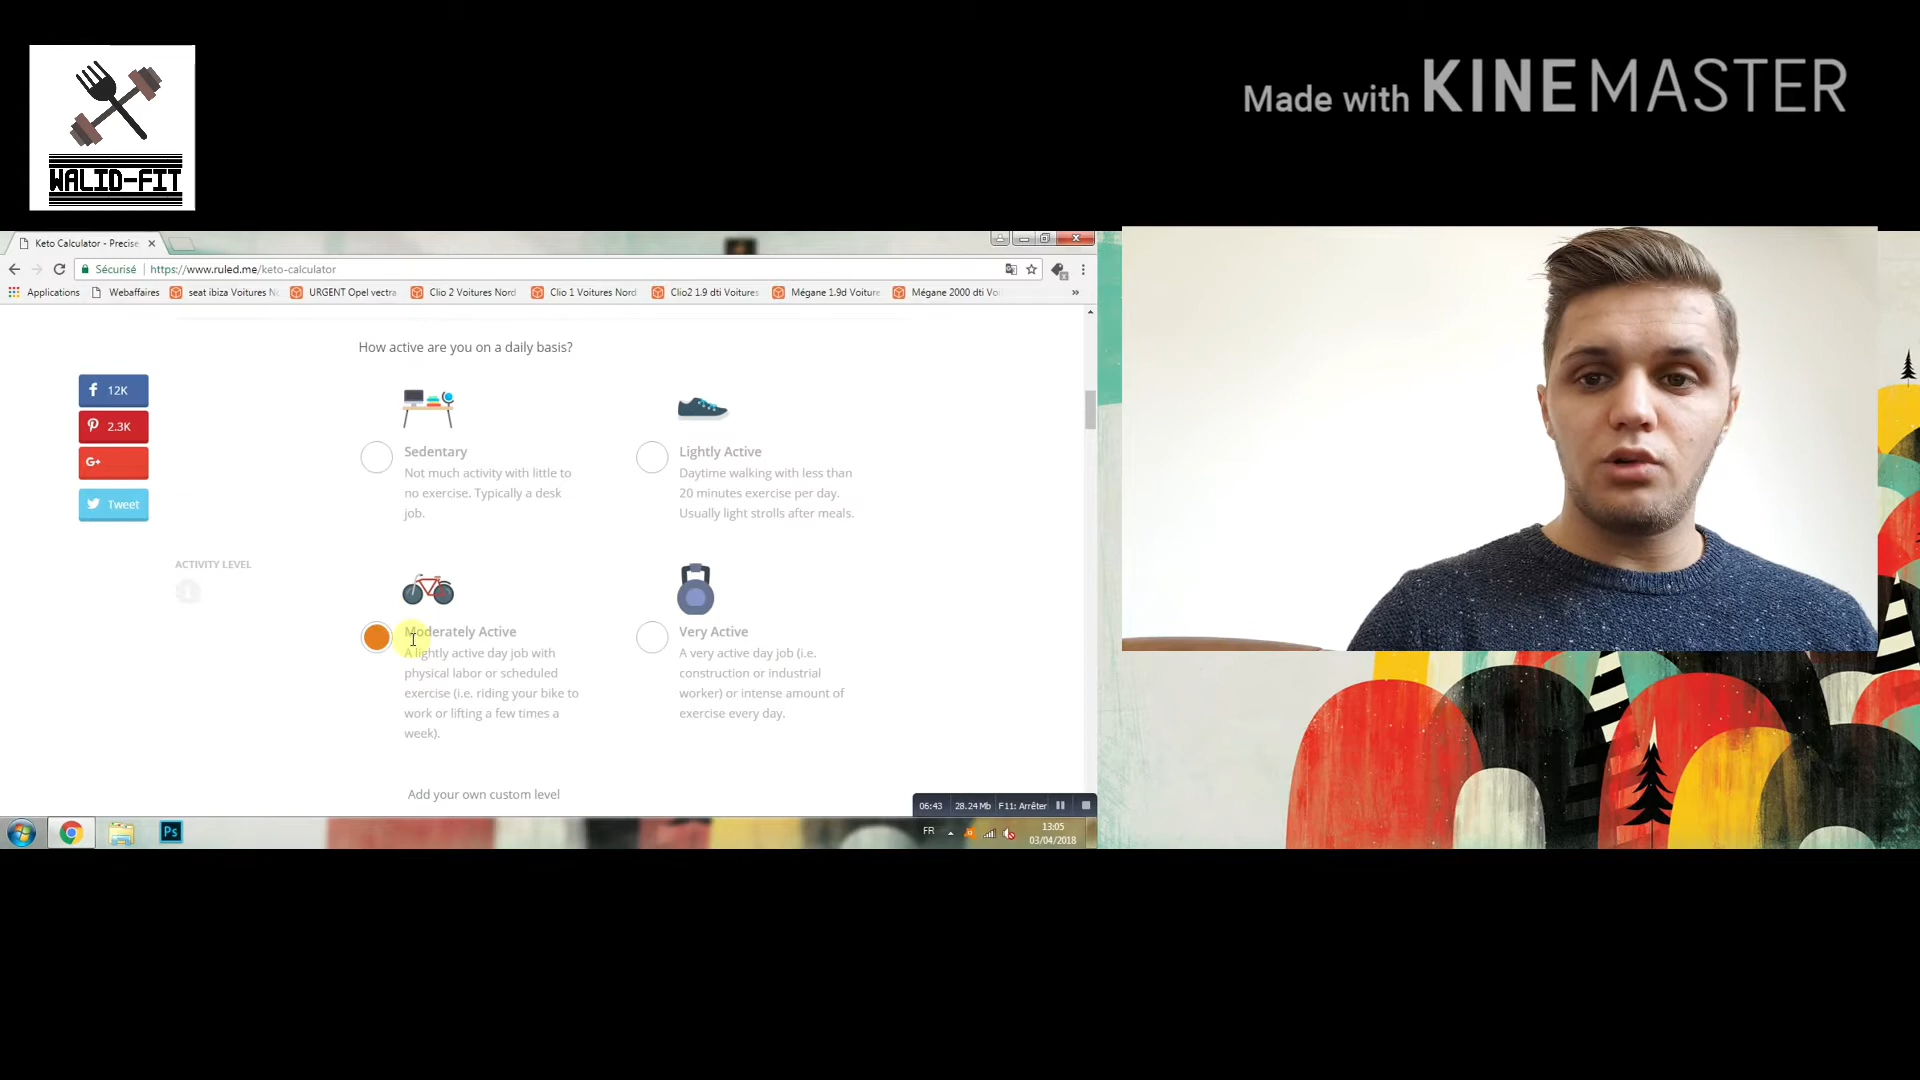 WALID-FIT
Made with KINEMASTER
Keto Calculator - Precise
Sécurisé https://www.ruled.me/keto-calculator
Applications Webaffaires seat ibiza Voitures URGENT Opel vectra Clio 2 Voitures Nord Clio 1 Voitures Nord Clio2 1.9 dti Voitures Mégane 1.9d Voiture Mégane 2000 dti Vo »
How active are you on a daily basis?
12K
2.3K
G+
Tweet
Sedentary
Not much activity with little to
no exercise. Typically a desk
job.
Lightly Active
Daytime walking with less than
20 minutes exercise per day.
Usually light strolls after meals.
ACTIVITY LEVEL
Moderately Active
A lightly active day job with
physical labor or scheduled
exercise (i.e. riding your bike to
work or lifting a few times a
week).
Very Active
A very active day job (i.e.
construction or industrial
worker) or intense amount of
exercise every day.
Add your own custom level
06:43 28.24 Mb F11: Arrêter
Ps
FR
13:05
03/04/2018